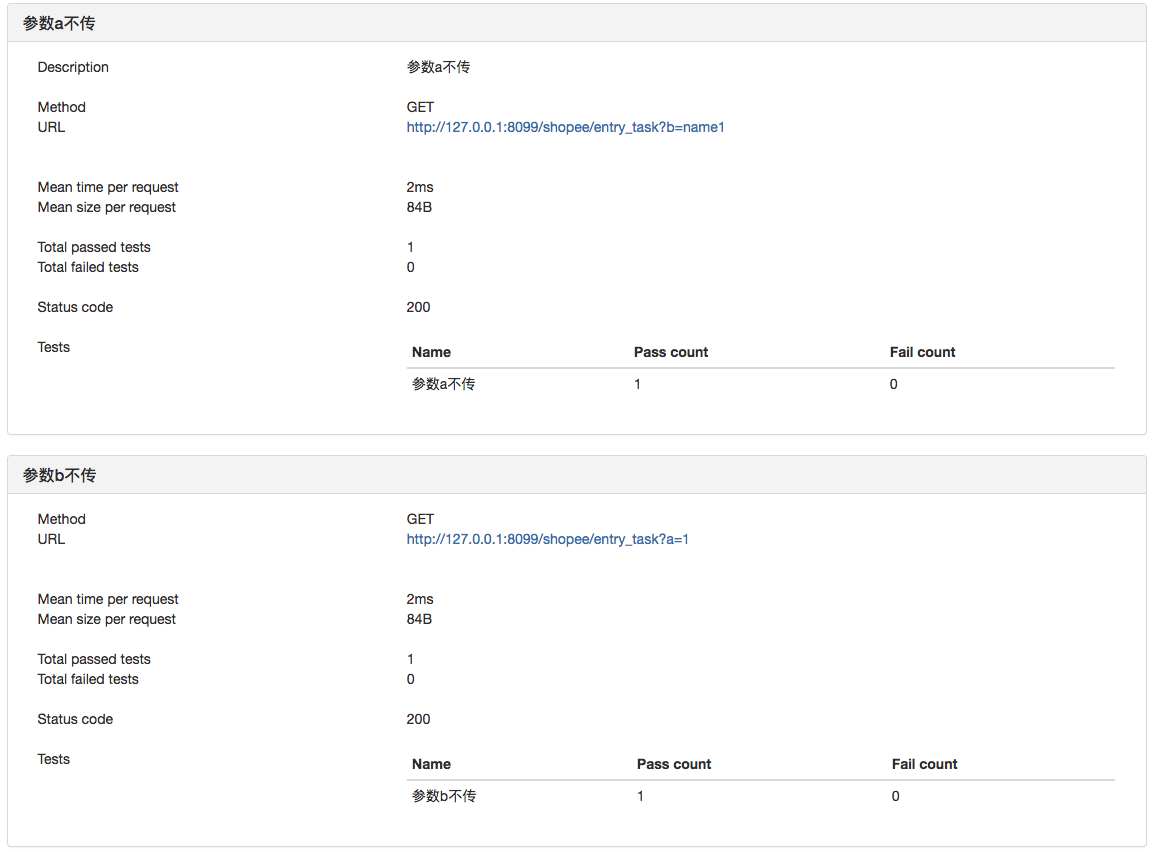 参数a不传
Description 参数a不传
Method GET
URL http://127.0.0.1:8099/shopee/entry_task?b=name1
Mean time per request 2ms
Mean size per request 84B
Total passed tests 1
Total failed tests 0
Status code 200
Tests
Name Pass count Fail count
参数a不传 1 0
参数b不传
Method GET
URL http://127.0.0.1:8099/shopee/entry_task?a=1
Mean time per request 2ms
Mean size per request 84B
Total passed tests 1
Total failed tests 0
Status code 200
Tests
Name Pass count Fail count
参数b不传 1 0